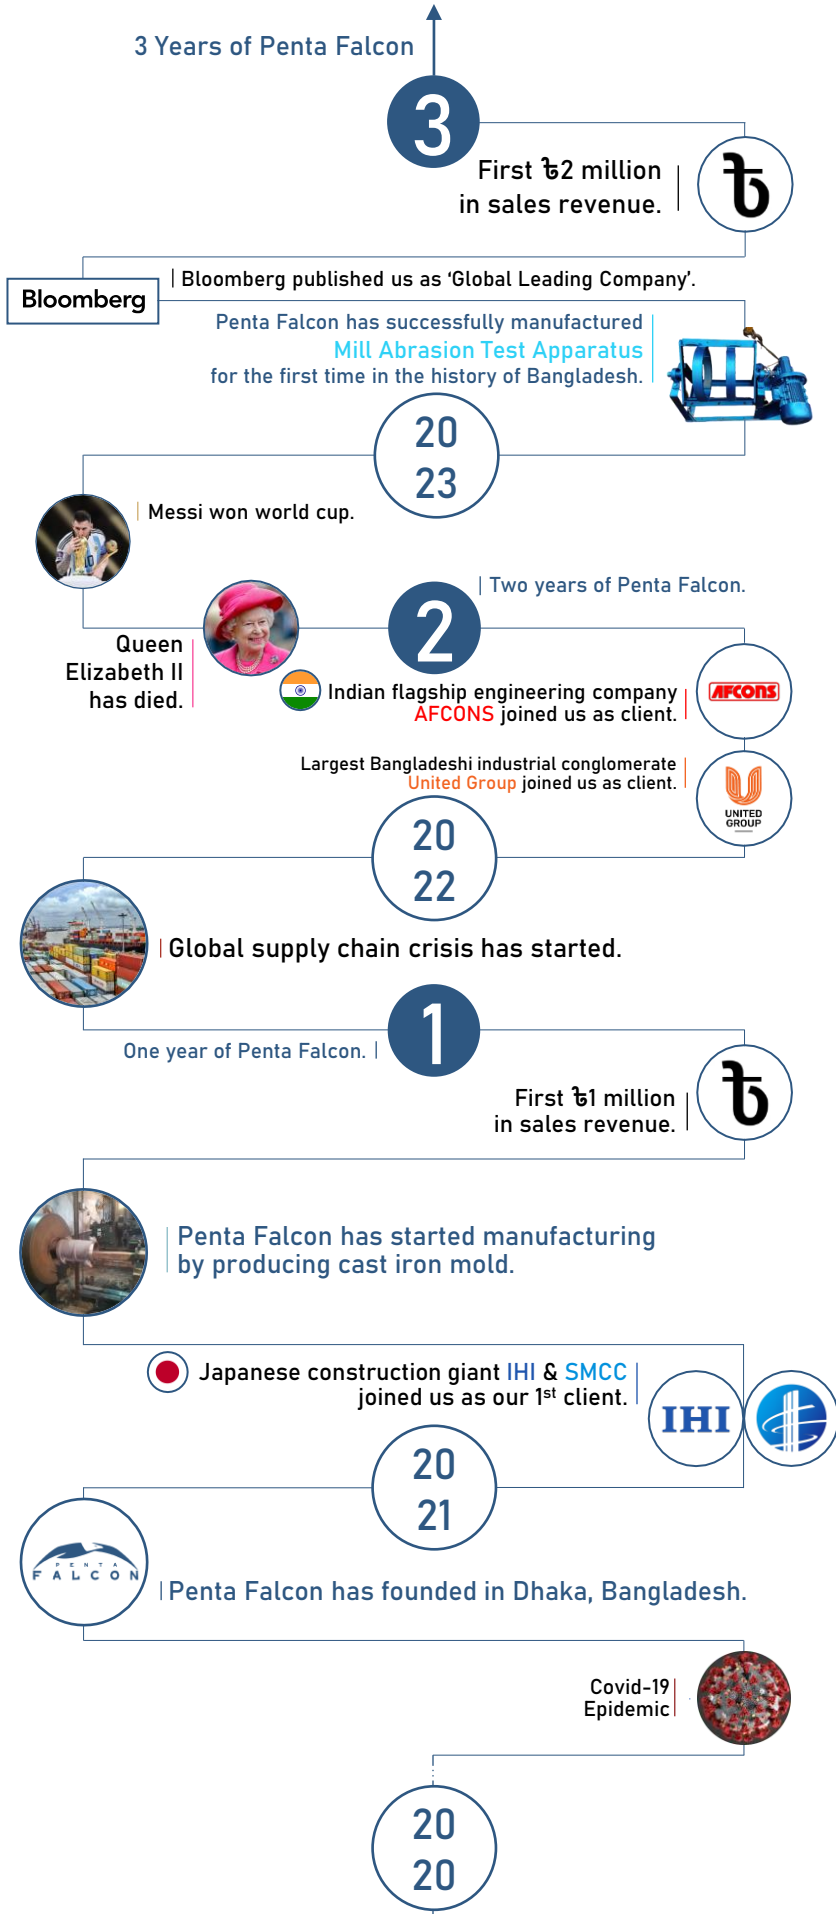 3 Years of Penta Falcon
3
First ৳2 million
in sales revenue.
৳
Bloomberg published us as ‘Global Leading Company’.
Bloomberg
Penta Falcon has successfully manufactured
Mill Abrasion Test Apparatus
for the first time in the history of Bangladesh.
20
23
Messi won world cup.
10
Two years of Penta Falcon.
2
Queen
Elizabeth II
has died.
Indian flagship engineering company
AFCONS joined us as client.
AFCONS
Largest Bangladeshi industrial conglomerate
United Group joined us as client.
UNITED
GROUP
20
22
Global supply chain crisis has started.
1
One year of Penta Falcon.
First ৳1 million
in sales revenue.
৳
Penta Falcon has started manufacturing
by producing cast iron mold.
Japanese construction giant IHI & SMCC
joined us as our 1st client.
IHI
20
21
PENTA
FALCON
Penta Falcon has founded in Dhaka, Bangladesh.
Covid-19
Epidemic
20
20